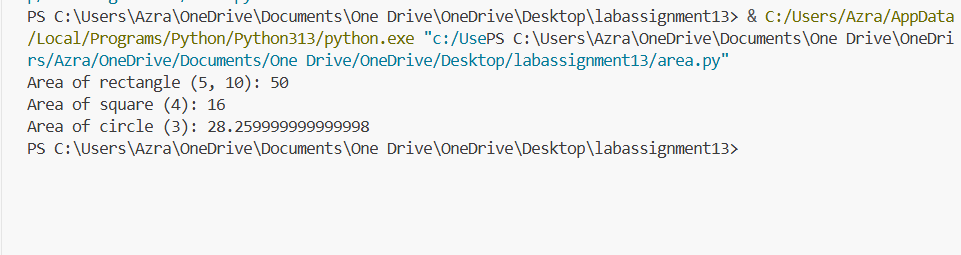 PS C:\Users\Azra\OneDrive\Documents\One Drive\OneDrive\Desktop\labassignment13> & C:/Users/Azra/AppData
/Local/Programs/Python/Python313/python.exe "c:/UsePS C:\Users\Azra\OneDrive\Documents\One Drive\OneDri
rs/Azra/OneDrive/Documents/One Drive/OneDrive/Desktop/labassignment13/area.py"
Area of rectangle (5, 10): 50
Area of square (4): 16
Area of circle (3): 28.259999999999998
PS C:\Users\Azra\OneDrive\Documents\One Drive\OneDrive\Desktop\labassignment13>